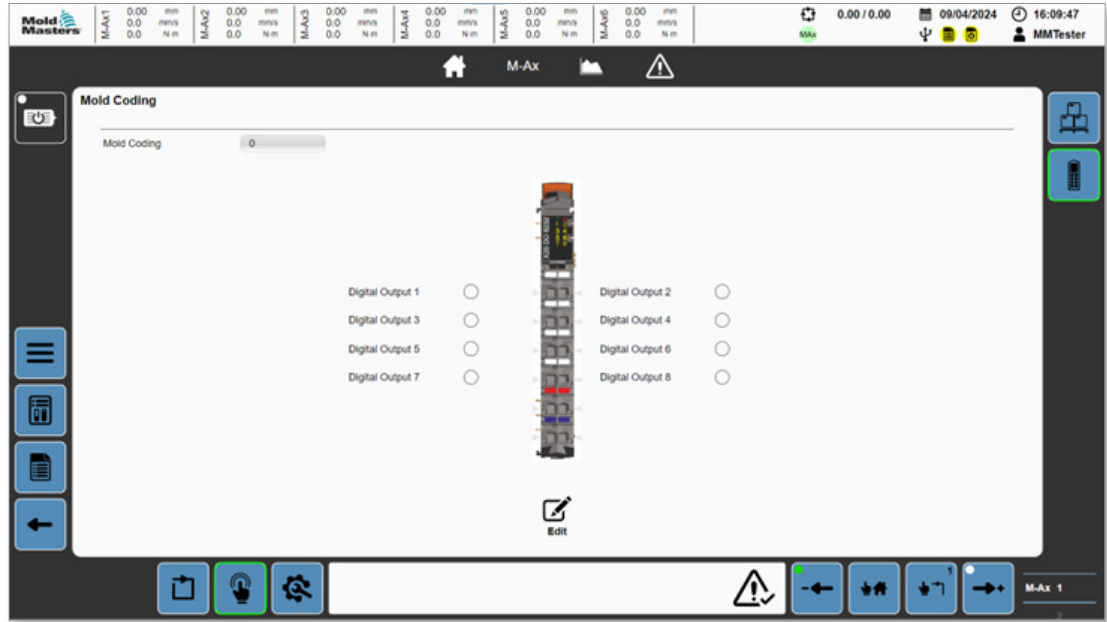 Mold
Masters
M-Ax1 0.00 mm 0.0 mm/s 0.0 N·m
M-Ax2 0.00 mm 0.0 mm/s 0.0 N·m
M-Ax3 0.00 mm 0.0 mm/s 0.0 N·m
M-Ax4 0.00 mm 0.0 mm/s 0.0 N·m
M-Ax5 0.00 mm 0.0 mm/s 0.0 N·m
M-Ax6 0.00 mm 0.0 mm/s 0.0 N·m
MAx
0.00 / 0.00
09/04/2024
16:09:47
MMTester
M-Ax
Mold Coding
Mold Coding 0
X20 DO
Digital Output 1
Digital Output 2
Digital Output 3
Digital Output 4
Digital Output 5
Digital Output 6
Digital Output 7
Digital Output 8
Edit
1
M-Ax 1
2